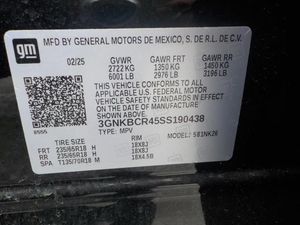 gm
MFD BY GENERAL MOTORS DE MEXICO, S. DE R.L. DE C.V.
02/25 GVWR GAWR FRT GAWR RR
2722 KG 1350 KG 1450 KG
6001 LB 2976 LB 3196 LB
THIS VEHICLE CONFORMS TO ALL APPLICABLE U.S.
FEDERAL MOTOR VEHICLE SAFETY STANDARDS IN EFFECT
ON THE DATE OF MANUFACTURE SHOWN ABOVE.
3GNKBCR45SS190438
TYPE: MPV MODEL: 1NK26
TIRE SIZE RIM
FRT 235/65R18 H 18X8J
RR 235/65R18 H 18X8J
SPA T135/70R18 M 18X4.5B